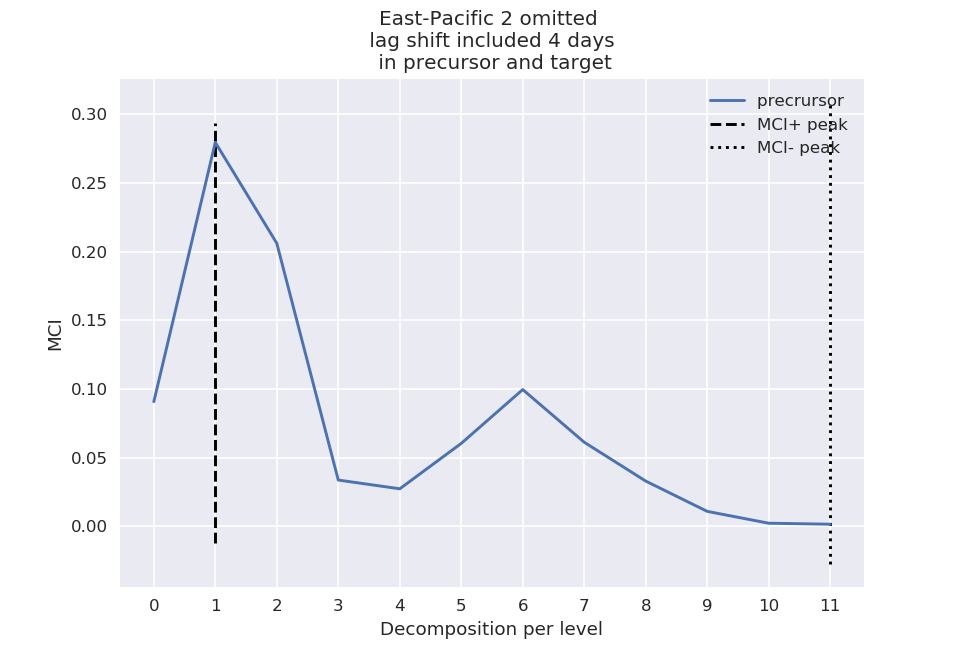 East-Pacific 2 omitted
lag shift included 4 days
in precursor and target
precrursor
MCI+ peak
MCI- peak
0.30
0.25
0.20
0.15
0.10
0.05
0.00
MCI
0 1 2 3 4 5 6 7 8 9 10 11
Decomposition per level